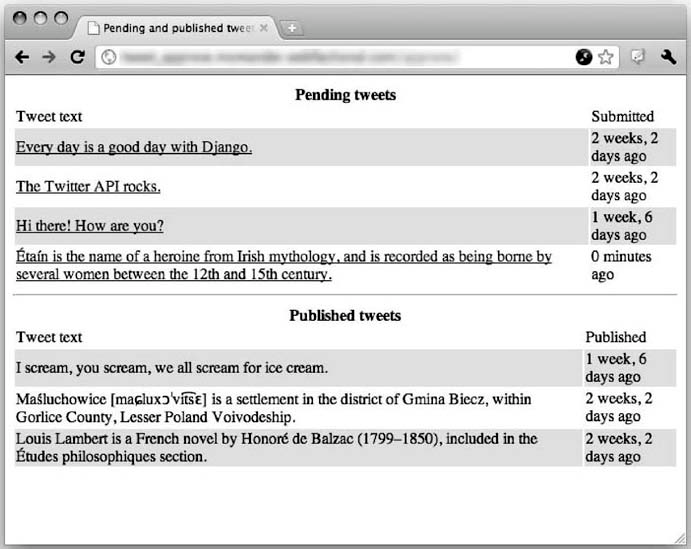 Pending and published tweet
Pending tweets
Tweet text Submitted
Every day is a good day with Django. 2 weeks, 2
days ago
The Twitter API rocks. 2 weeks, 2
days ago
Hi there! How are you? 1 week, 6
days ago
Étaín is the name of a heroine from Irish mythology, and is recorded as being borne by 0 minutes
several women between the 12th and 15th century. ago
Published tweets
Tweet text Published
I scream, you scream, we all scream for ice cream. 1 week, 6
days ago
Maśluchowice [maɕluxɔˈvit͡sɛ] is a settlement in the district of Gmina Biecz, within 2 weeks, 2
Gorlice County, Lesser Poland Voivodeship. days ago
Louis Lambert is a French novel by Honoré de Balzac (1799–1850), included in the 2 weeks, 2
Études philosophiques section. days ago